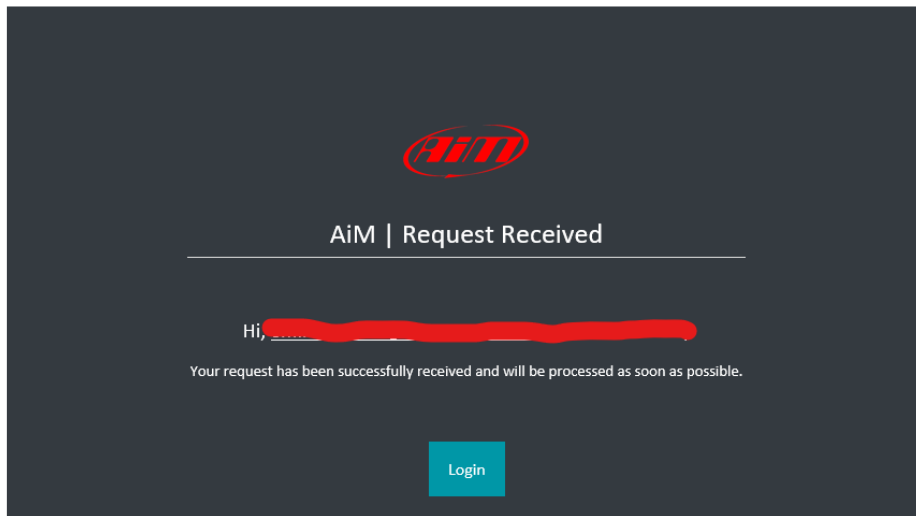 AiM
AiM | Request Received
Hi,
Your request has been successfully received and will be processed as soon as possible.
Login